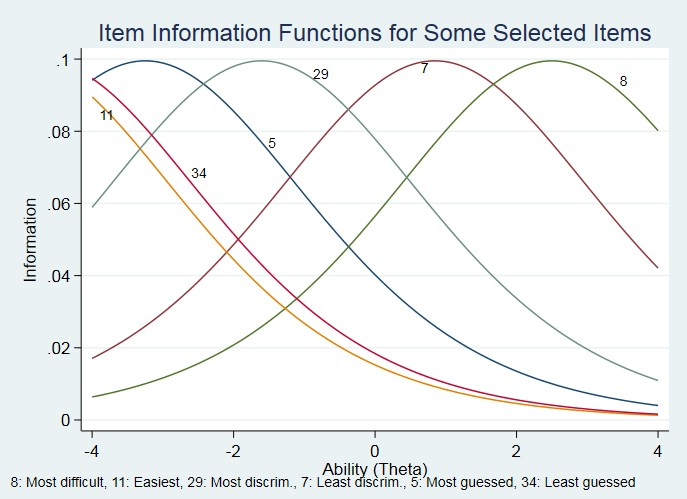 Item Information Functions for Some Selected Items
Information
.1
.08
.06
.04
.02
0
11
34
5
29
7
8
-4 -2 0 2 4
Ability (Theta)
8: Most difficult, 11: Easiest, 29: Most discrim., 7: Least discrim., 5: Most guessed, 34: Least guessed